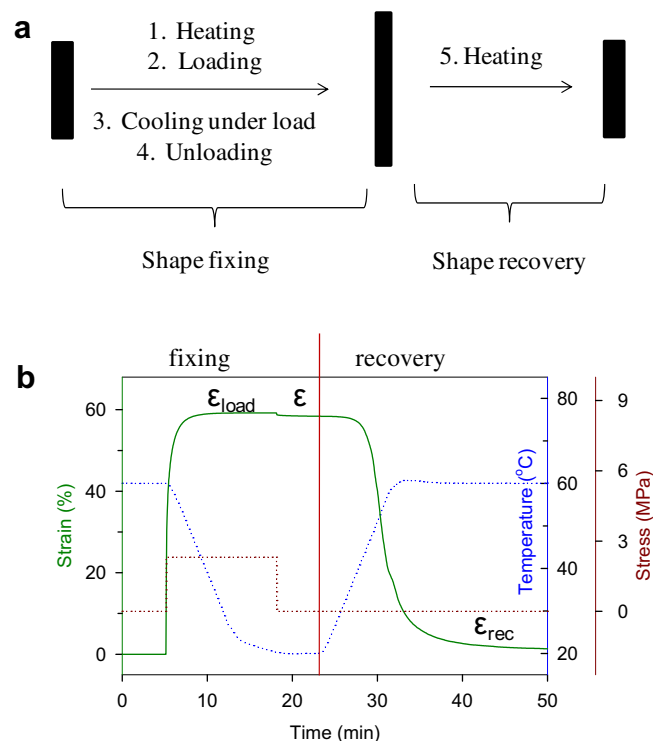 a
1. Heating
2. Loading
3. Cooling under load
4. Unloading
5. Heating
Shape fixing
Shape recovery
b
fixing
recovery
εload
ε
εrec
Strain (%)
60
40
20
0
Temperature (°C)
80
60
40
20
Stress (MPa)
9
6
3
0
0 10 20 30 40 50
Time (min)